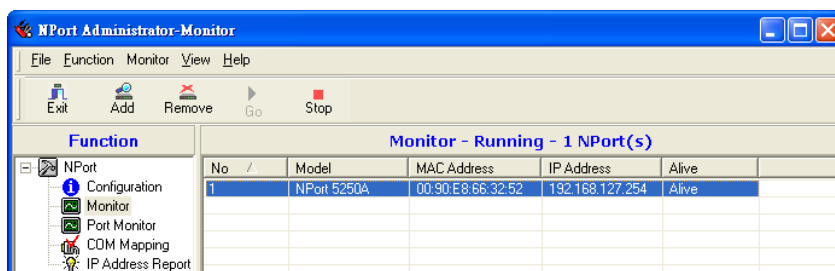 NPort Administrator-Monitor
File Function Monitor View Help
Exit Add Remove Go Stop
Function
Monitor - Running - 1 NPort(s)
NPort
Configuration
Monitor
Port Monitor
COM Mapping
IP Address Report
No Model MAC Address IP Address Alive
1 NPort 5250A 00:90:E8:66:32:52 192.168.127.254 Alive